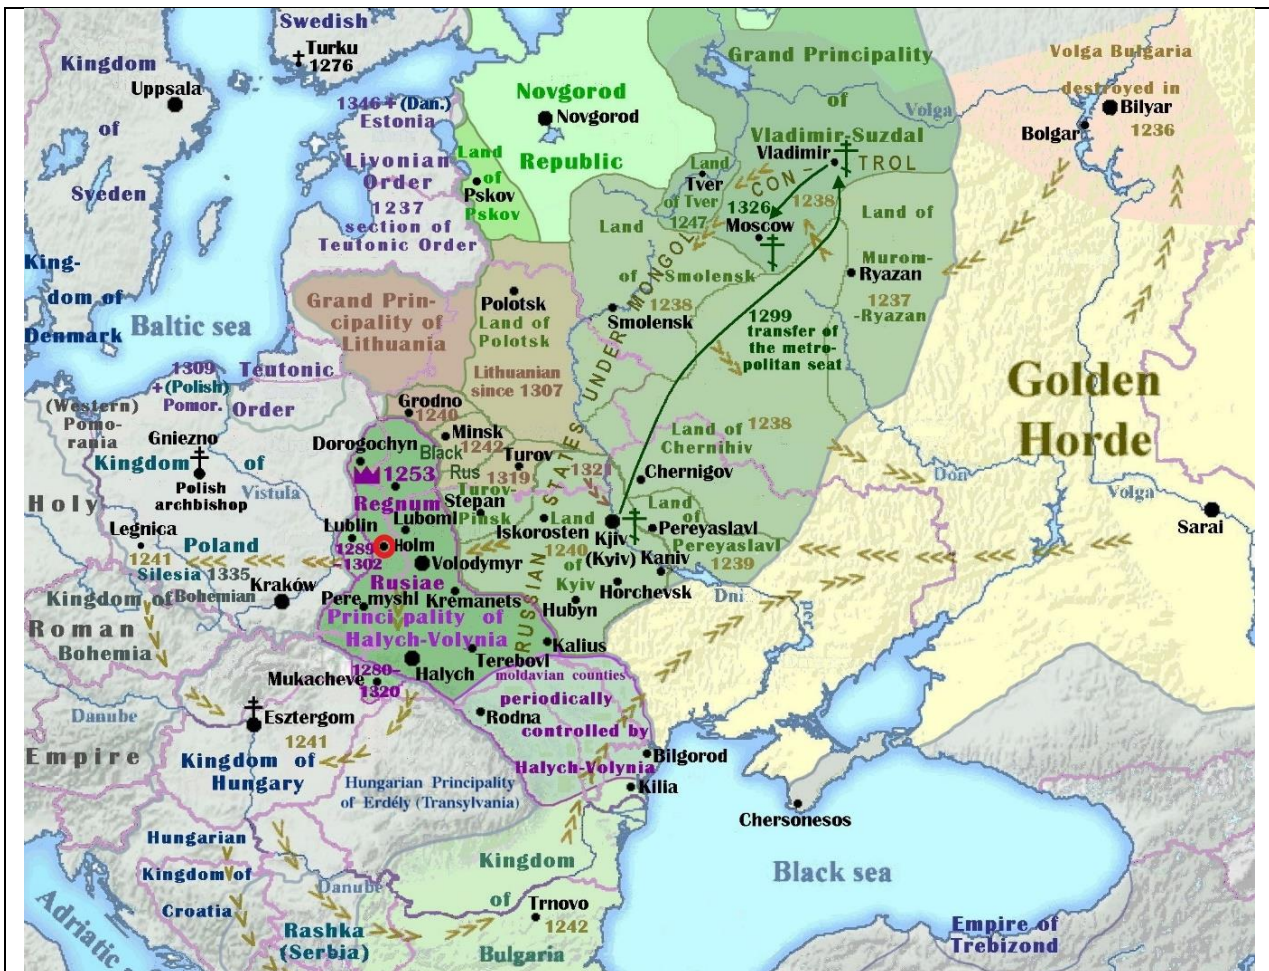 Swedish
Turku
1276
Kingdom
of
Sveden
Uppsala
Volga Bulgaria
destroyed in
Bilyar
1236
Bolgar
Grand Principality
of
Vladimir-Suzdal
Vladimir
Volga
Novgorod
Novgorod
Republic
1346 + (Dan.)
Estonia
Livonian
Order
1237
section of
Teutonic Order
Land
of
Pskov
Pskov
Land
Tver
of Tver
1247
1326
1238
Moscow
CON-
TROL
Land of
Murom-
Ryazan
1237
-Ryazan
Land
of Smolensk
1238
Smolensk
RUSSIAN STATES UNDER MONGOL
King-
dom of
Denmark
Baltic sea
Grand Prin-
cipality of
Lithuania
Polotsk
Land of
Polotsk
Lithuanian
since 1307
1299
transfer of
the metro-
politan seat
Golden
Horde
1309
+(Polish)
Pomor.
Teutonic
Order
(Western)
Pomo-
rania
Gniezno
Kingdom of
Polish
archbishop
Vistula
Poland
Grodno
1240
Minsk
1242
Black
Rus
Turov
1319
Turov-
Pinsk
Dorogochyn
1253
Regnum
Rusiae
Stepan
Luboml
Lublin
1289
-1302
Holm
Volodymyr
Land of
Chernihiv
1238
Chernigov
1321
Land
of
Pereyaslavl
Pereyaslavl
1239
Iskorosten
Land
1240
of
Kyiv
Kjiv
(Kyiv)
Kaniv
Horchevsk
Hubyn
Don
Volga
Sarai
Holy
Roman
Empire
Legnica
1241
Silesia 1335
Bohemian
Kingdom of
Bohemia
Kraków
Pere myshl
Kremanets
Principality of
Halych-Volynia
Kalius
Terebovl
Halych
Mukacheve
1280-
1320
Dni
per
moldavian counties
periodically
controlled by
Halych-Volynia
Rodna
Bilgorod
Kilia
Danube
Esztergom
1241
Kingdom of
Hungary
Hungarian Principality
of Erdély (Transylvania)
Chersonesos
Black sea
Hungarian
Kingdom of
Croatia
Danube
Kingdom
of
Bulgaria
Trnovo
1242
Rashka
(Serbia)
Adriatic
Empire of
Trebizond